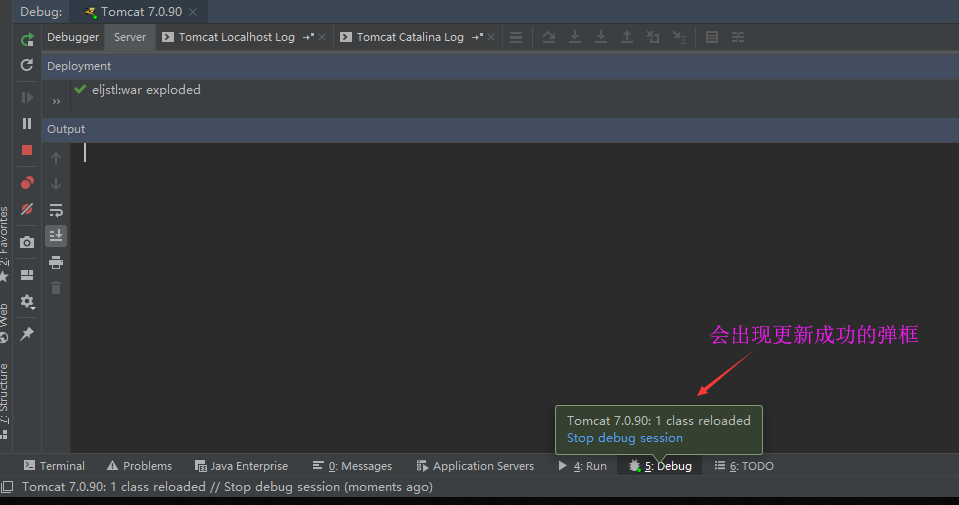 Debug: Tomcat 7.0.90
Debugger Server Tomcat Localhost Log Tomcat Catalina Log
Deployment
eljstl:war exploded
Output
2: Favorites
Web
7: Structure
会出现更新成功的弹框
Tomcat 7.0.90: 1 class reloaded
Stop debug session
Terminal Problems Java Enterprise 0: Messages Application Servers 4: Run 5: Debug 6: TODO
Tomcat 7.0.90: 1 class reloaded // Stop debug session (moments ago)